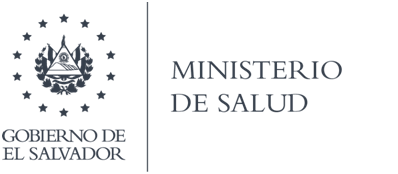 GOBIERNO DE
EL SALVADOR
MINISTERIO
DE SALUD